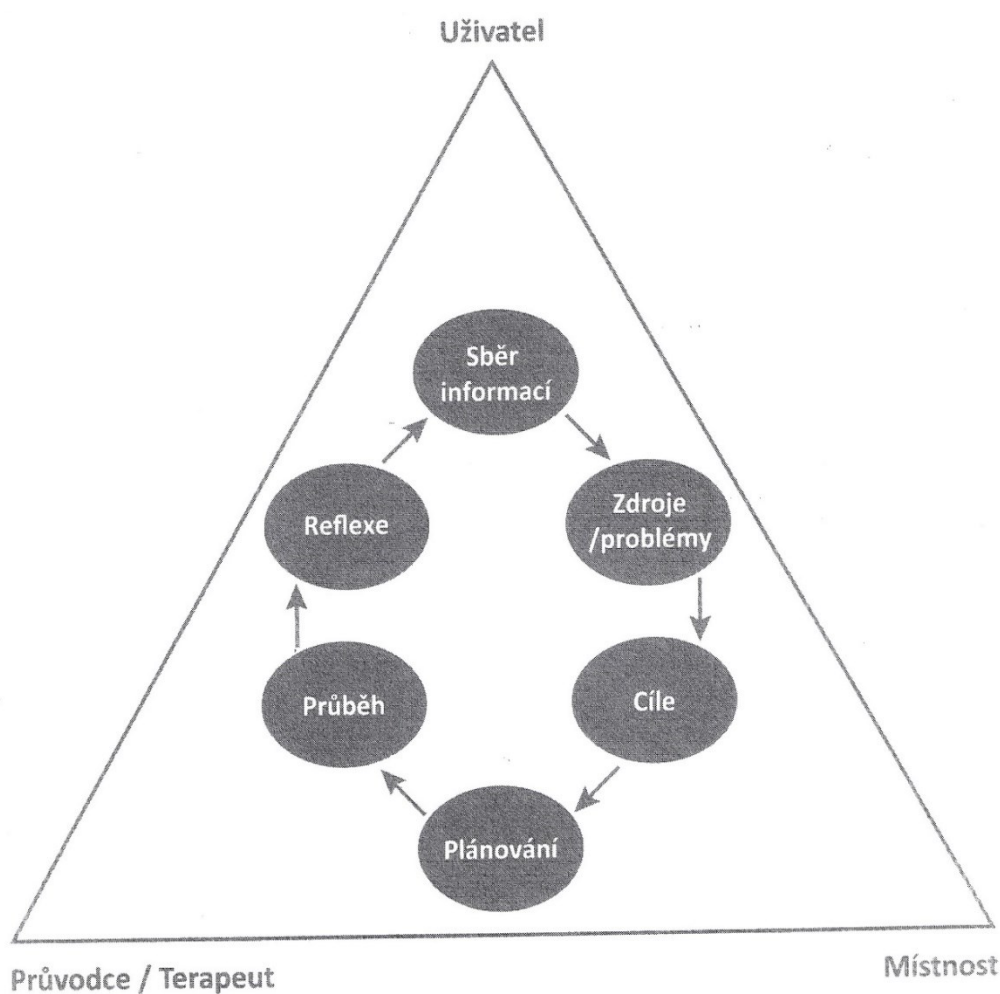 Uživatel
Sběr
informací
Zdroje
/problémy
Reflexe
Cíle
Průběh
Plánování
Průvodce / Terapeut
Místnost